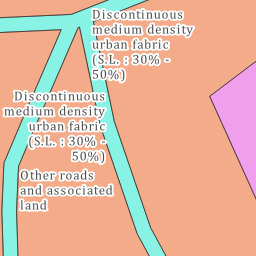 Discontinuous
medium density
urban fabric
(S.L. : 30% -
50%)
Discontinuous
medium density
urban fabric
(S.L. : 30% -
50%)
Other roads
and associated
land